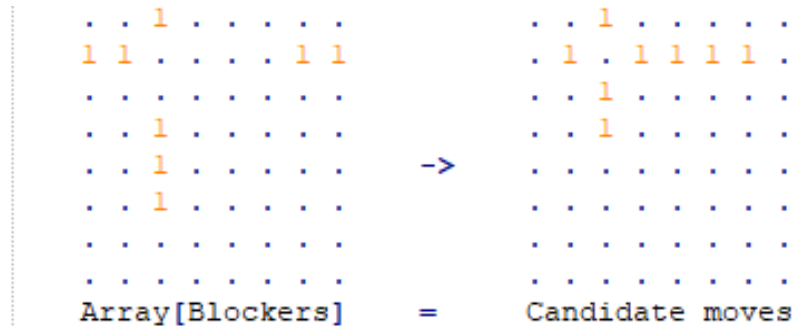 . . 1 . . . . .     . . 1 . . . . .
1 1 . . . . 1 1     . 1 . 1 1 1 1 .
. . . . . . . .     . . 1 . . . . .
. . 1 . . . . .     . . 1 . . . . .
. . 1 . . . . .  ->  . . . . . . . .
. . 1 . . . . .     . . . . . . . .
. . . . . . . .     . . . . . . . .
. . . . . . . .     . . . . . . . .
Array[Blockers]  =  Candidate moves